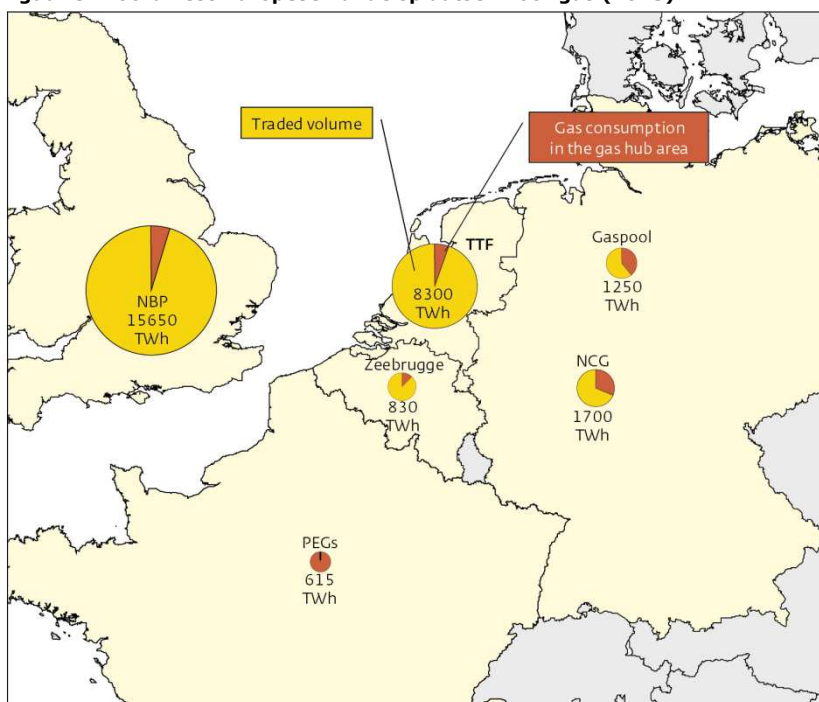 Traded volume
Gas consumption
in the gas hub area
TTF
Gaspool
1250
TWh
NBP
15650
TWh
8300
TWh
Zeebrugge
830
TWh
NCG
1700
TWh
PEGs
615
TWh